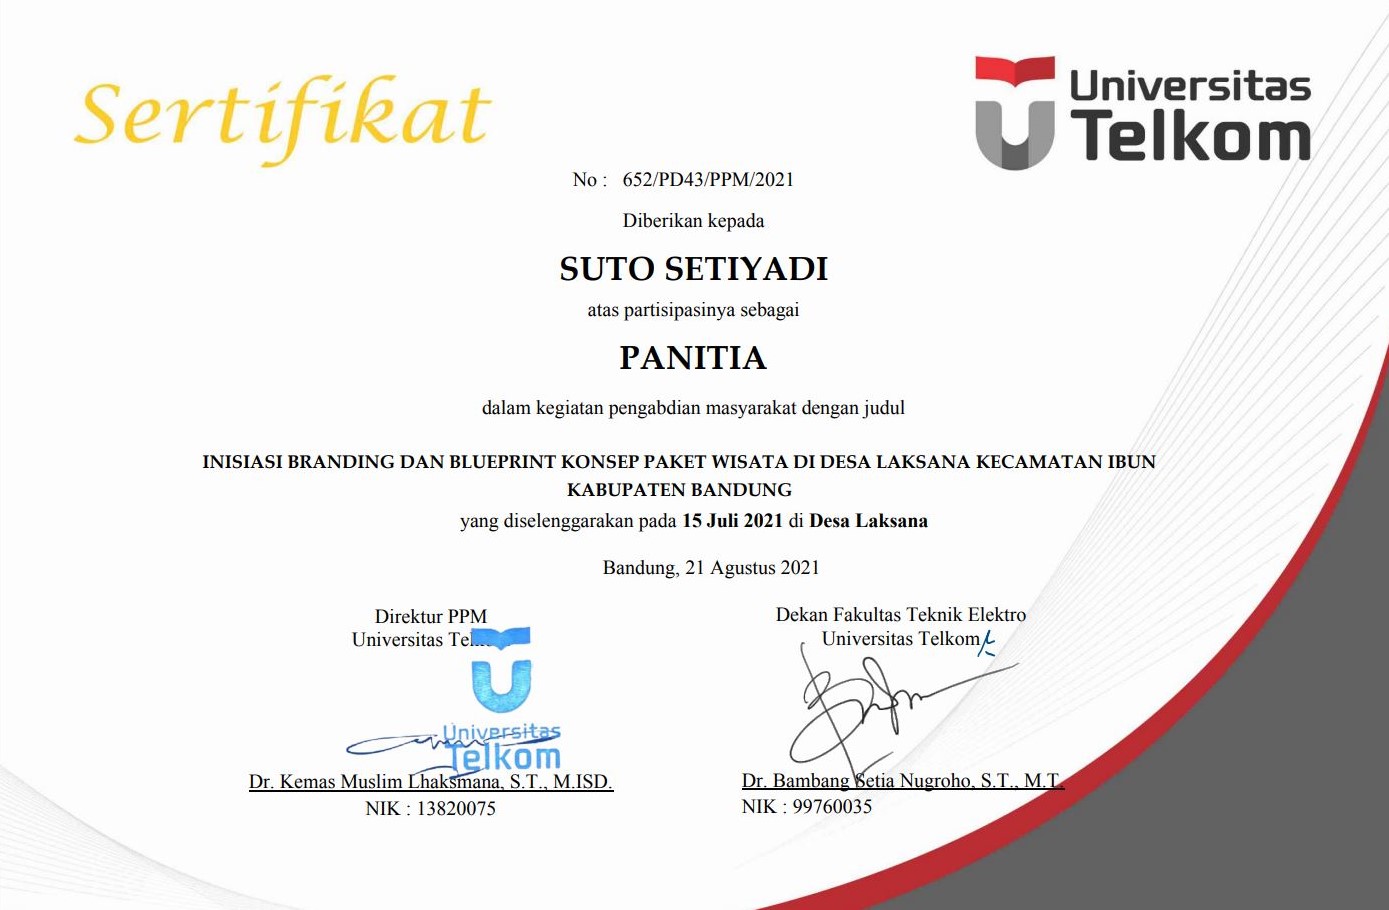 Sertifikat
Universitas
Telkom
No : 652/PD43/PPM/2021
Diberikan kepada
SUTO SETIYADI
atas partisipasinya sebagai
PANITIA
dalam kegiatan pengabdian masyarakat dengan judul
INISIASI BRANDING DAN BLUEPRINT KONSEP PAKET WISATA DI DESA LAKSANA KECAMATAN IBUN
KABUPATEN BANDUNG
yang diselenggarakan pada 15 Juli 2021 di Desa Laksana
Bandung, 21 Agustus 2021
Direktur PPM
Universitas Telkom
Universitas
Telkom
Dr. Kemas Muslim Lhaksmana, S.T., M.ISD.
NIK : 13820075
Dekan Fakultas Teknik Elektro
Universitas Telkom
Dr. Bambang Setia Nugroho, S.T., M.T.
NIK : 99760035